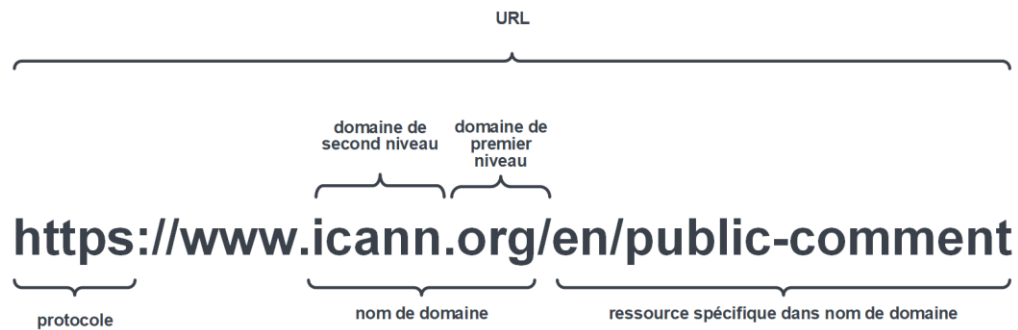 URL
domaine de
second niveau
domaine de
premier
niveau
https://www.icann.org/en/public-comment
protocole
nom de domaine
ressource spécifique dans nom de domaine